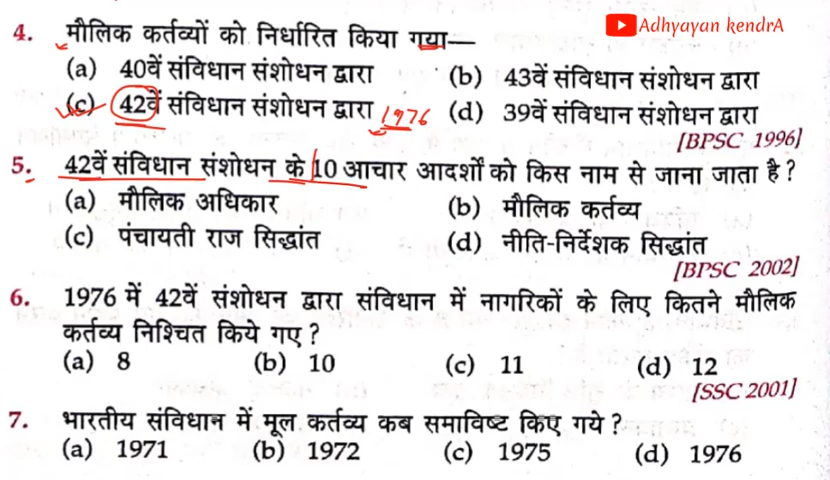 Adhyayan kendrA
4. मौलिक कर्तव्यों को निर्धारित किया गया—
(a) 40वें संविधान संशोधन द्वारा (b) 43वें संविधान संशोधन द्वारा
(c) 42वें संविधान संशोधन द्वारा 1976 (d) 39वें संविधान संशोधन द्वारा
[BPSC 1996]
5. 42वें संविधान संशोधन के 10 आचार आदर्शों को किस नाम से जाना जाता है ?
(a) मौलिक अधिकार (b) मौलिक कर्तव्य
(c) पंचायती राज सिद्धांत (d) नीति-निर्देशक सिद्धांत
[BPSC 2002]
6. 1976 में 42वें संशोधन द्वारा संविधान में नागरिकों के लिए कितने मौलिक
कर्तव्य निश्चित किये गए ?
(a) 8 (b) 10 (c) 11 (d) 12
[SSC 2001]
7. भारतीय संविधान में मूल कर्तव्य कब समाविष्ट किए गये ?
(a) 1971 (b) 1972 (c) 1975 (d) 1976